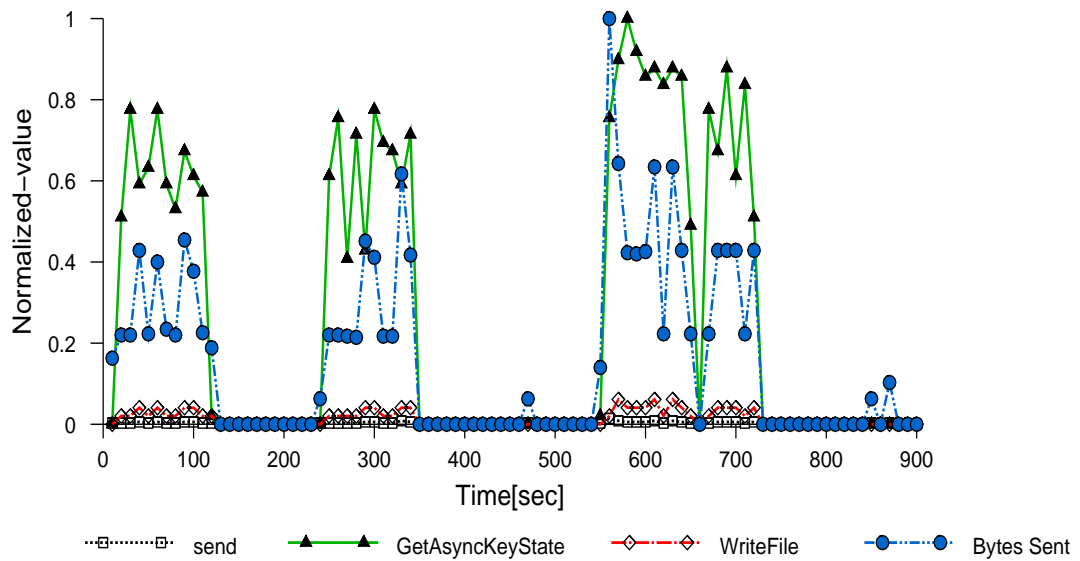 1
0.8
0.6
0.4
0.2
0
Normalized-value
0 100 200 300 400 500 600 700 800 900
Time[sec]
send GetAsyncKeyState WriteFile Bytes Sent